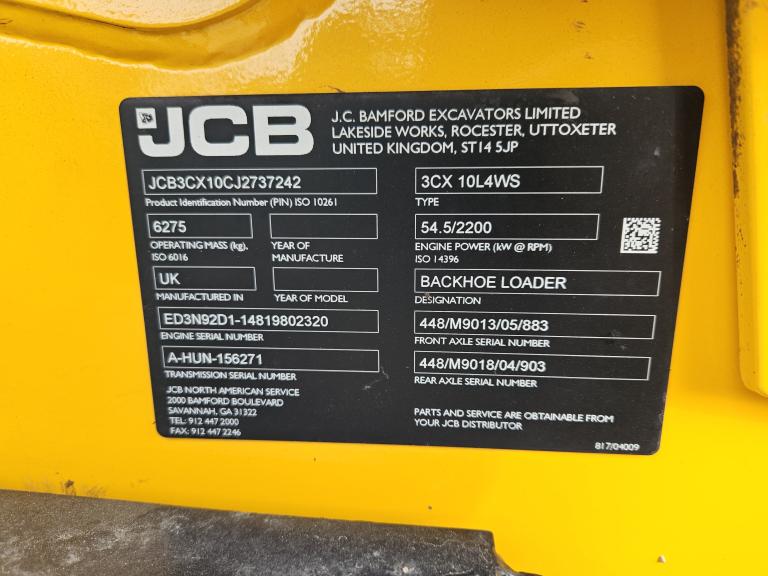 JCB
J.C. BAMFORD EXCAVATORS LIMITED
LAKESIDE WORKS, ROCESTER, UTTOXETER
UNITED KINGDOM, ST14 5JP
JCB3CX10CJ2737242
Product Identification Number (PIN) ISO 10261
3CX 10L4WS
TYPE
6275
OPERATING MASS (kg).
ISO 6016
YEAR OF
MANUFACTURE
54.5/2200
ENGINE POWER (kW @ RPM)
ISO 14396
UK
MANUFACTURED IN
YEAR OF MODEL
BACKHOE LOADER
DESIGNATION
ED3N92D1-14819802320
ENGINE SERIAL NUMBER
448/M9013/05/883
FRONT AXLE SERIAL NUMBER
A-HUN-156271
TRANSMISSION SERIAL NUMBER
448/M9018/04/903
REAR AXLE SERIAL NUMBER
JCB NORTH AMERICAN SERVICE
2000 BAMFORD BOULEVARD
SAVANNAH, GA 31322
TEL: 912 447 2000
FAX: 912 447 2246
PARTS AND SERVICE ARE OBTAINABLE FROM
YOUR JCB DISTRIBUTOR
817/04009